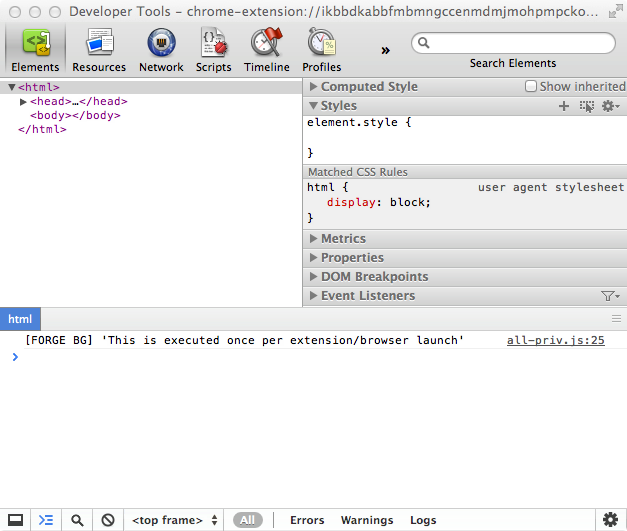 Developer Tools – chrome-extension://ikbbdkabbfmbmngccenmdmjmohpmpcko...
Elements Resources Network Scripts Timeline Profiles » Search Elements
▼<html>
▶<head>…</head>
<body></body>
</html>
▶ Computed Style Show inherited
▼ Styles
element.style {
}
Matched CSS Rules
html { user agent stylesheet
display: block;
}
▶ Metrics
▶ Properties
▶ DOM Breakpoints
▶ Event Listeners
html
[FORGE BG] 'This is executed once per extension/browser launch' all-priv.js:25
>
<top frame> All Errors Warnings Logs